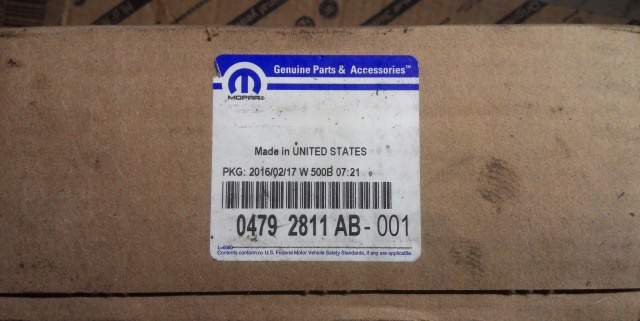 Genuine Parts & Accessories™
MOPAR®
Made in UNITED STATES
PKG: 2016/02/17 W 500B 07:21
0479 2811 AB - 001
Contents conform to U.S. Federal Motor Vehicle Safety Standards, if any are applicable.